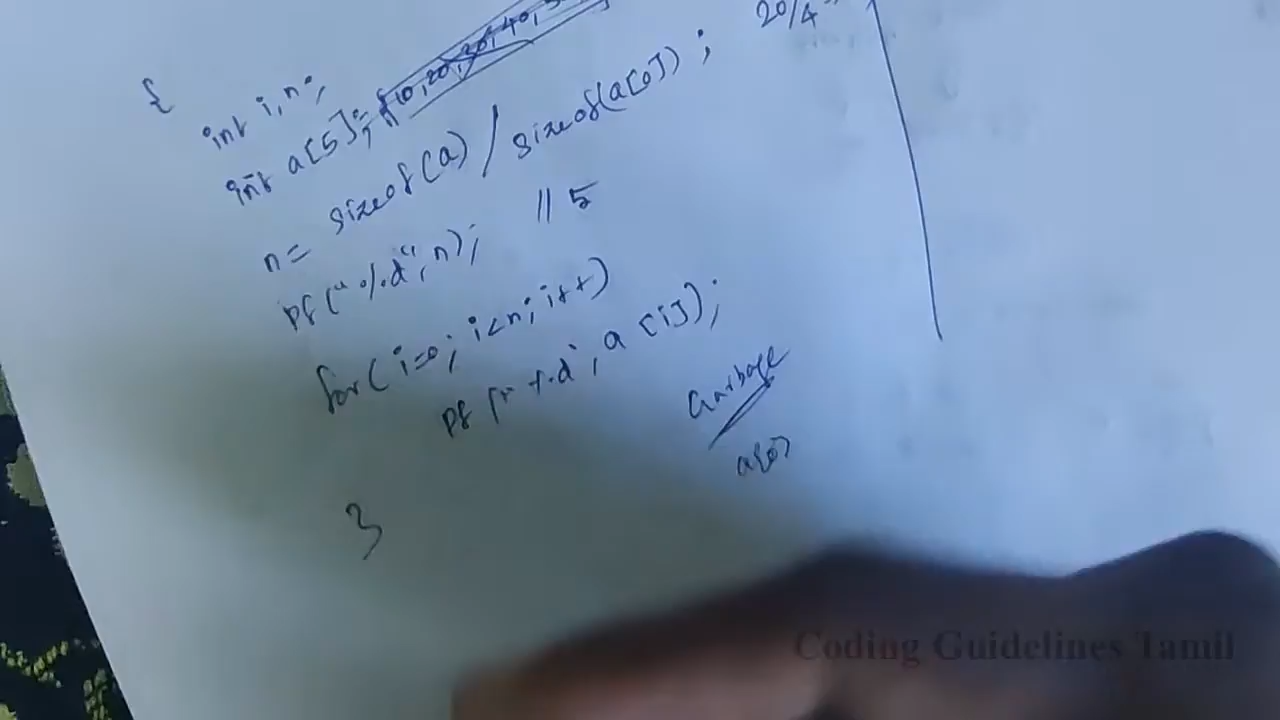 20/4
{
int i, n;
int a[5]; = {10, 20, 30, 40,
n = sizeof(a) / sizeof(a[0]);
pf("%d", n); // 5
for(i=0; i<n; i++)
pf("%d", a[i]);
Garbage
a[0]
}
Coding Guidelines Tamil